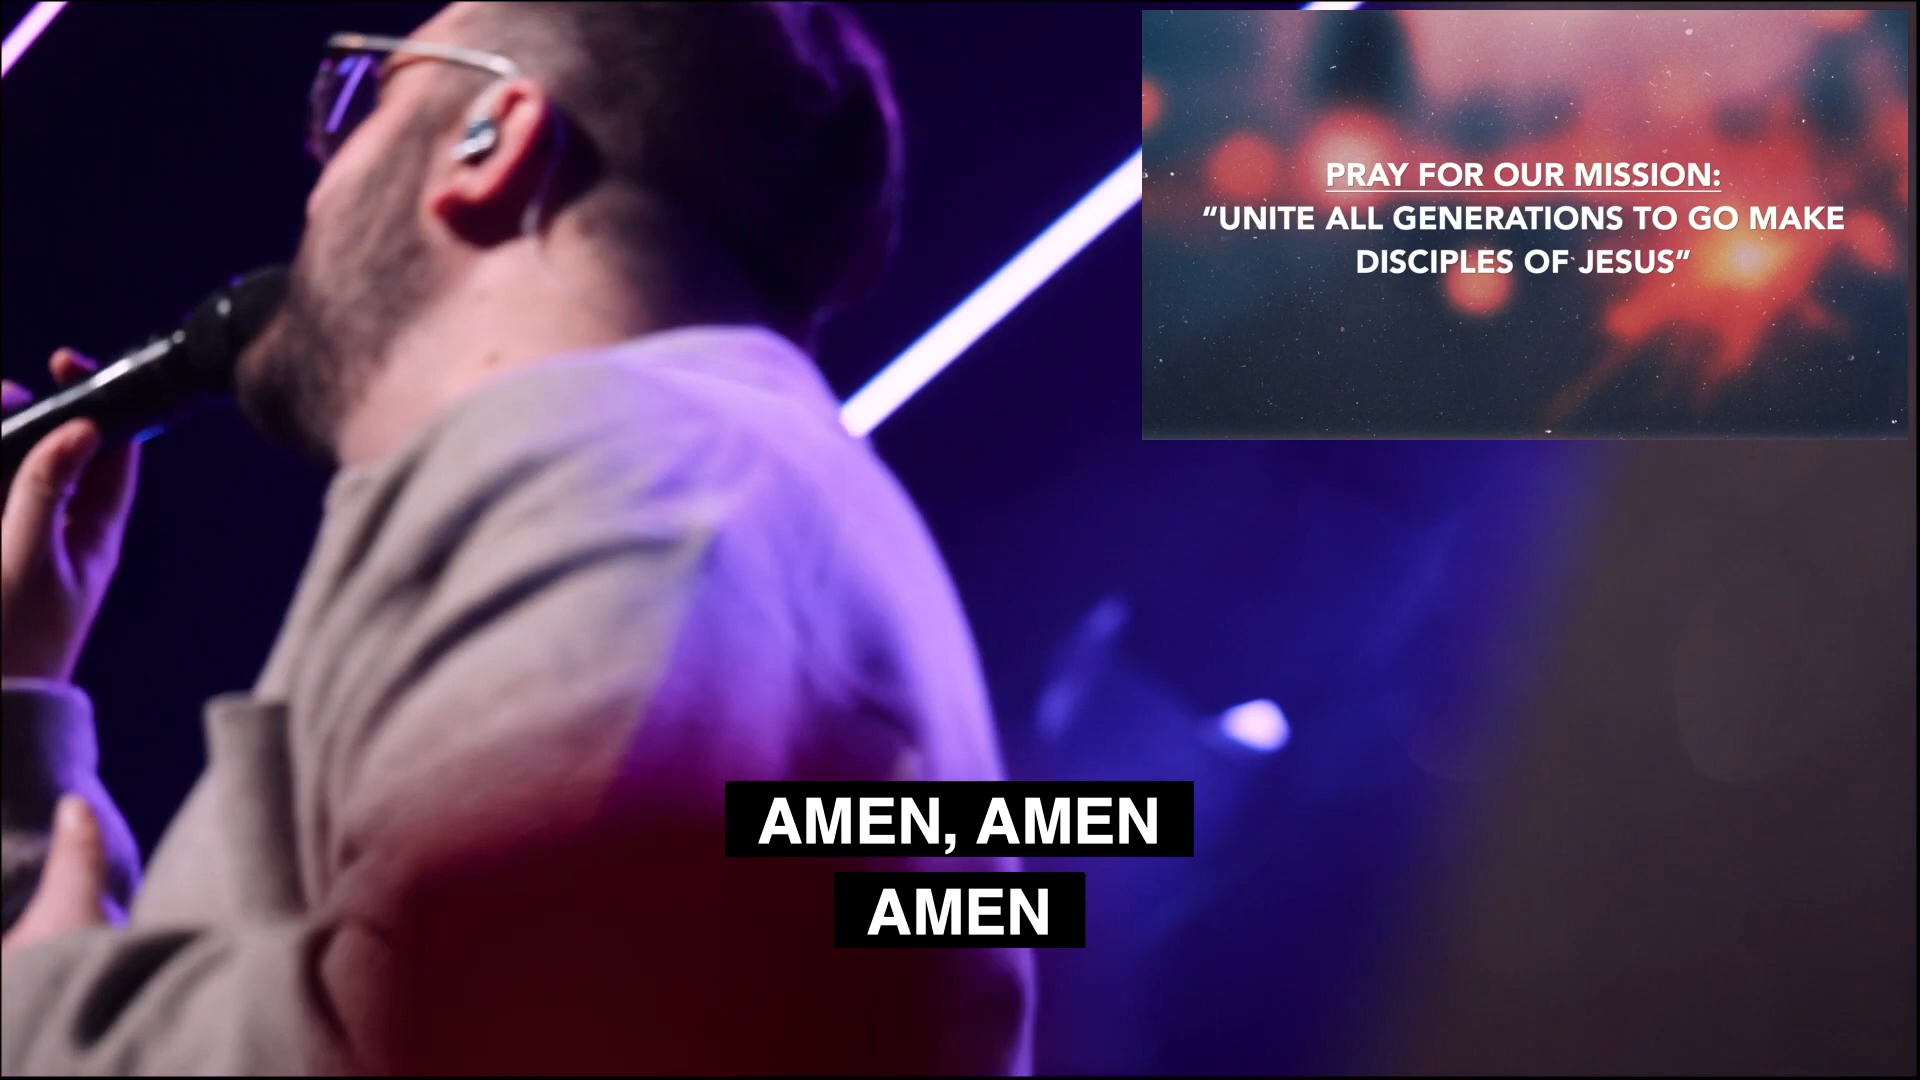 PRAY FOR OUR MISSION:
“UNITE ALL GENERATIONS TO GO MAKE
DISCIPLES OF JESUS”
AMEN, AMEN
AMEN